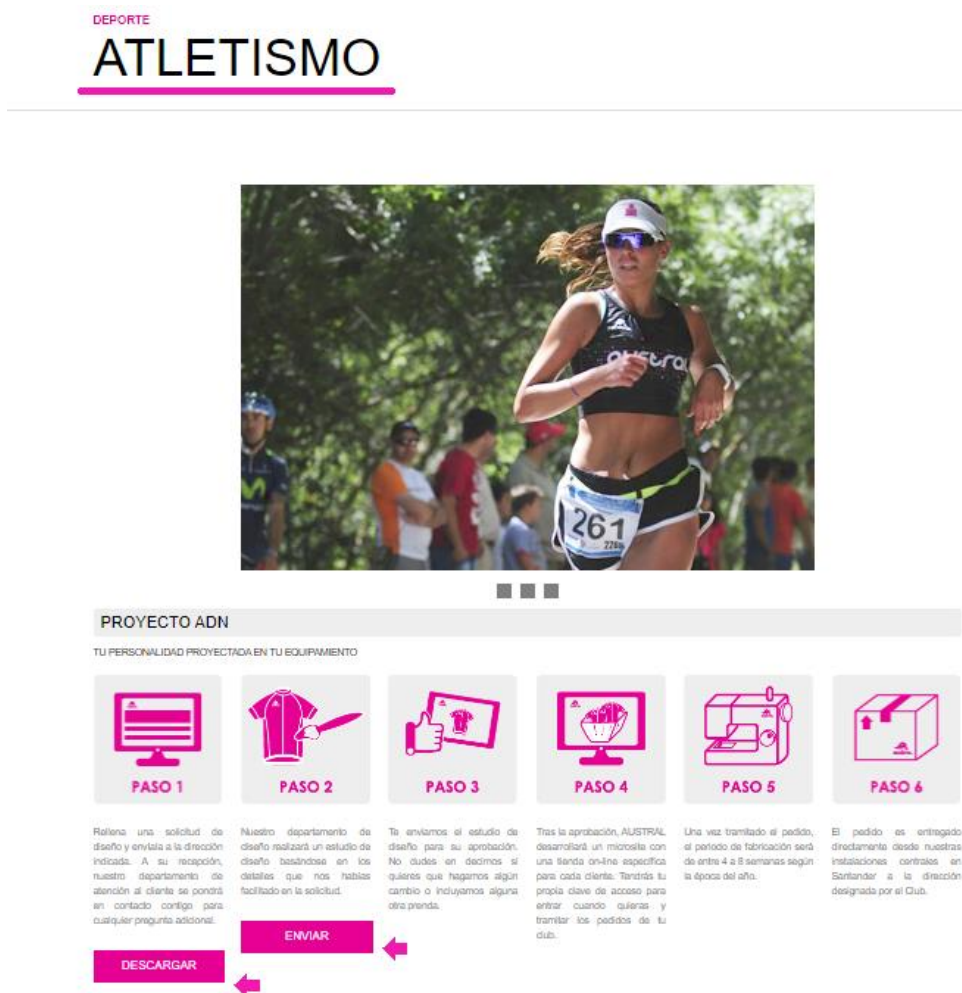 DEPORTE
ATLETISMO
austral
261
226
PROYECTO ADN
TU PERSONALIDAD PROYECTADA EN TU EQUIPAMIENTO
PASO 1
PASO 2
PASO 3
PASO 4
PASO 5
PASO 6
Rellena una solicitud de
diseño y envíala a la dirección
indicada. A su recepción,
nuestro departamento de
atención al cliente se pondrá
en contacto contigo para
cualquier pregunta adicional.
DESCARGAR
Nuestro departamento de
diseño realizará un estudio de
diseño basándose en los
detalles que nos habías
facilitado en la solicitud.
ENVIAR
Te enviamos el estudio de
diseño para su aprobación.
No dudes en decirnos si
quieres que hagamos algún
cambio o incluyamos alguna
otra prenda.
Tras la aprobación, AUSTRAL
desarrollará un microsite con
una tienda on-line específica
para cada cliente. Tendrás tu
propia clave de acceso para
entrar cuando quieras y
tramitar los pedidos de tu
club.
Una vez tramitado el pedido,
el periodo de fabricación será
de entre 4 a 8 semanas según
la época del año.
El pedido es entregado
directamente desde nuestras
instalaciones centrales en
Santander a la dirección
designada por el Club.